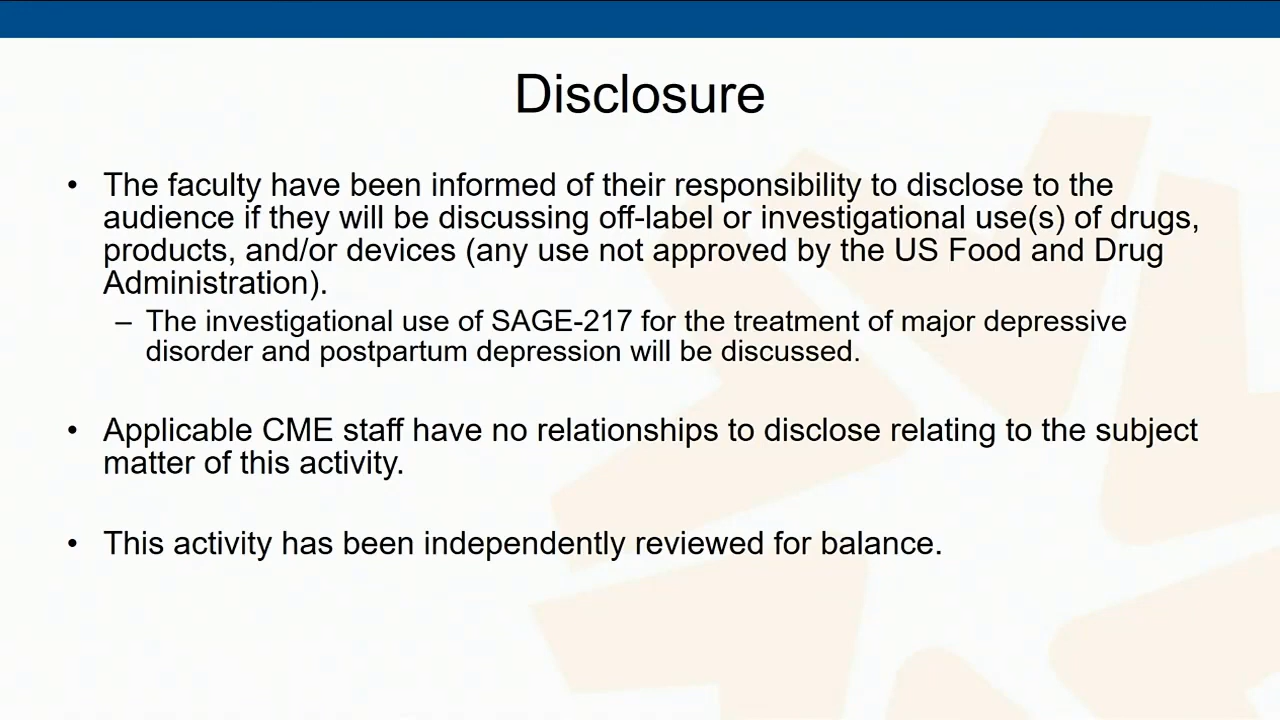 Disclosure
• The faculty have been informed of their responsibility to disclose to the
audience if they will be discussing off-label or investigational use(s) of drugs,
products, and/or devices (any use not approved by the US Food and Drug
Administration).
– The investigational use of SAGE-217 for the treatment of major depressive
disorder and postpartum depression will be discussed.
• Applicable CME staff have no relationships to disclose relating to the subject
matter of this activity.
• This activity has been independently reviewed for balance.